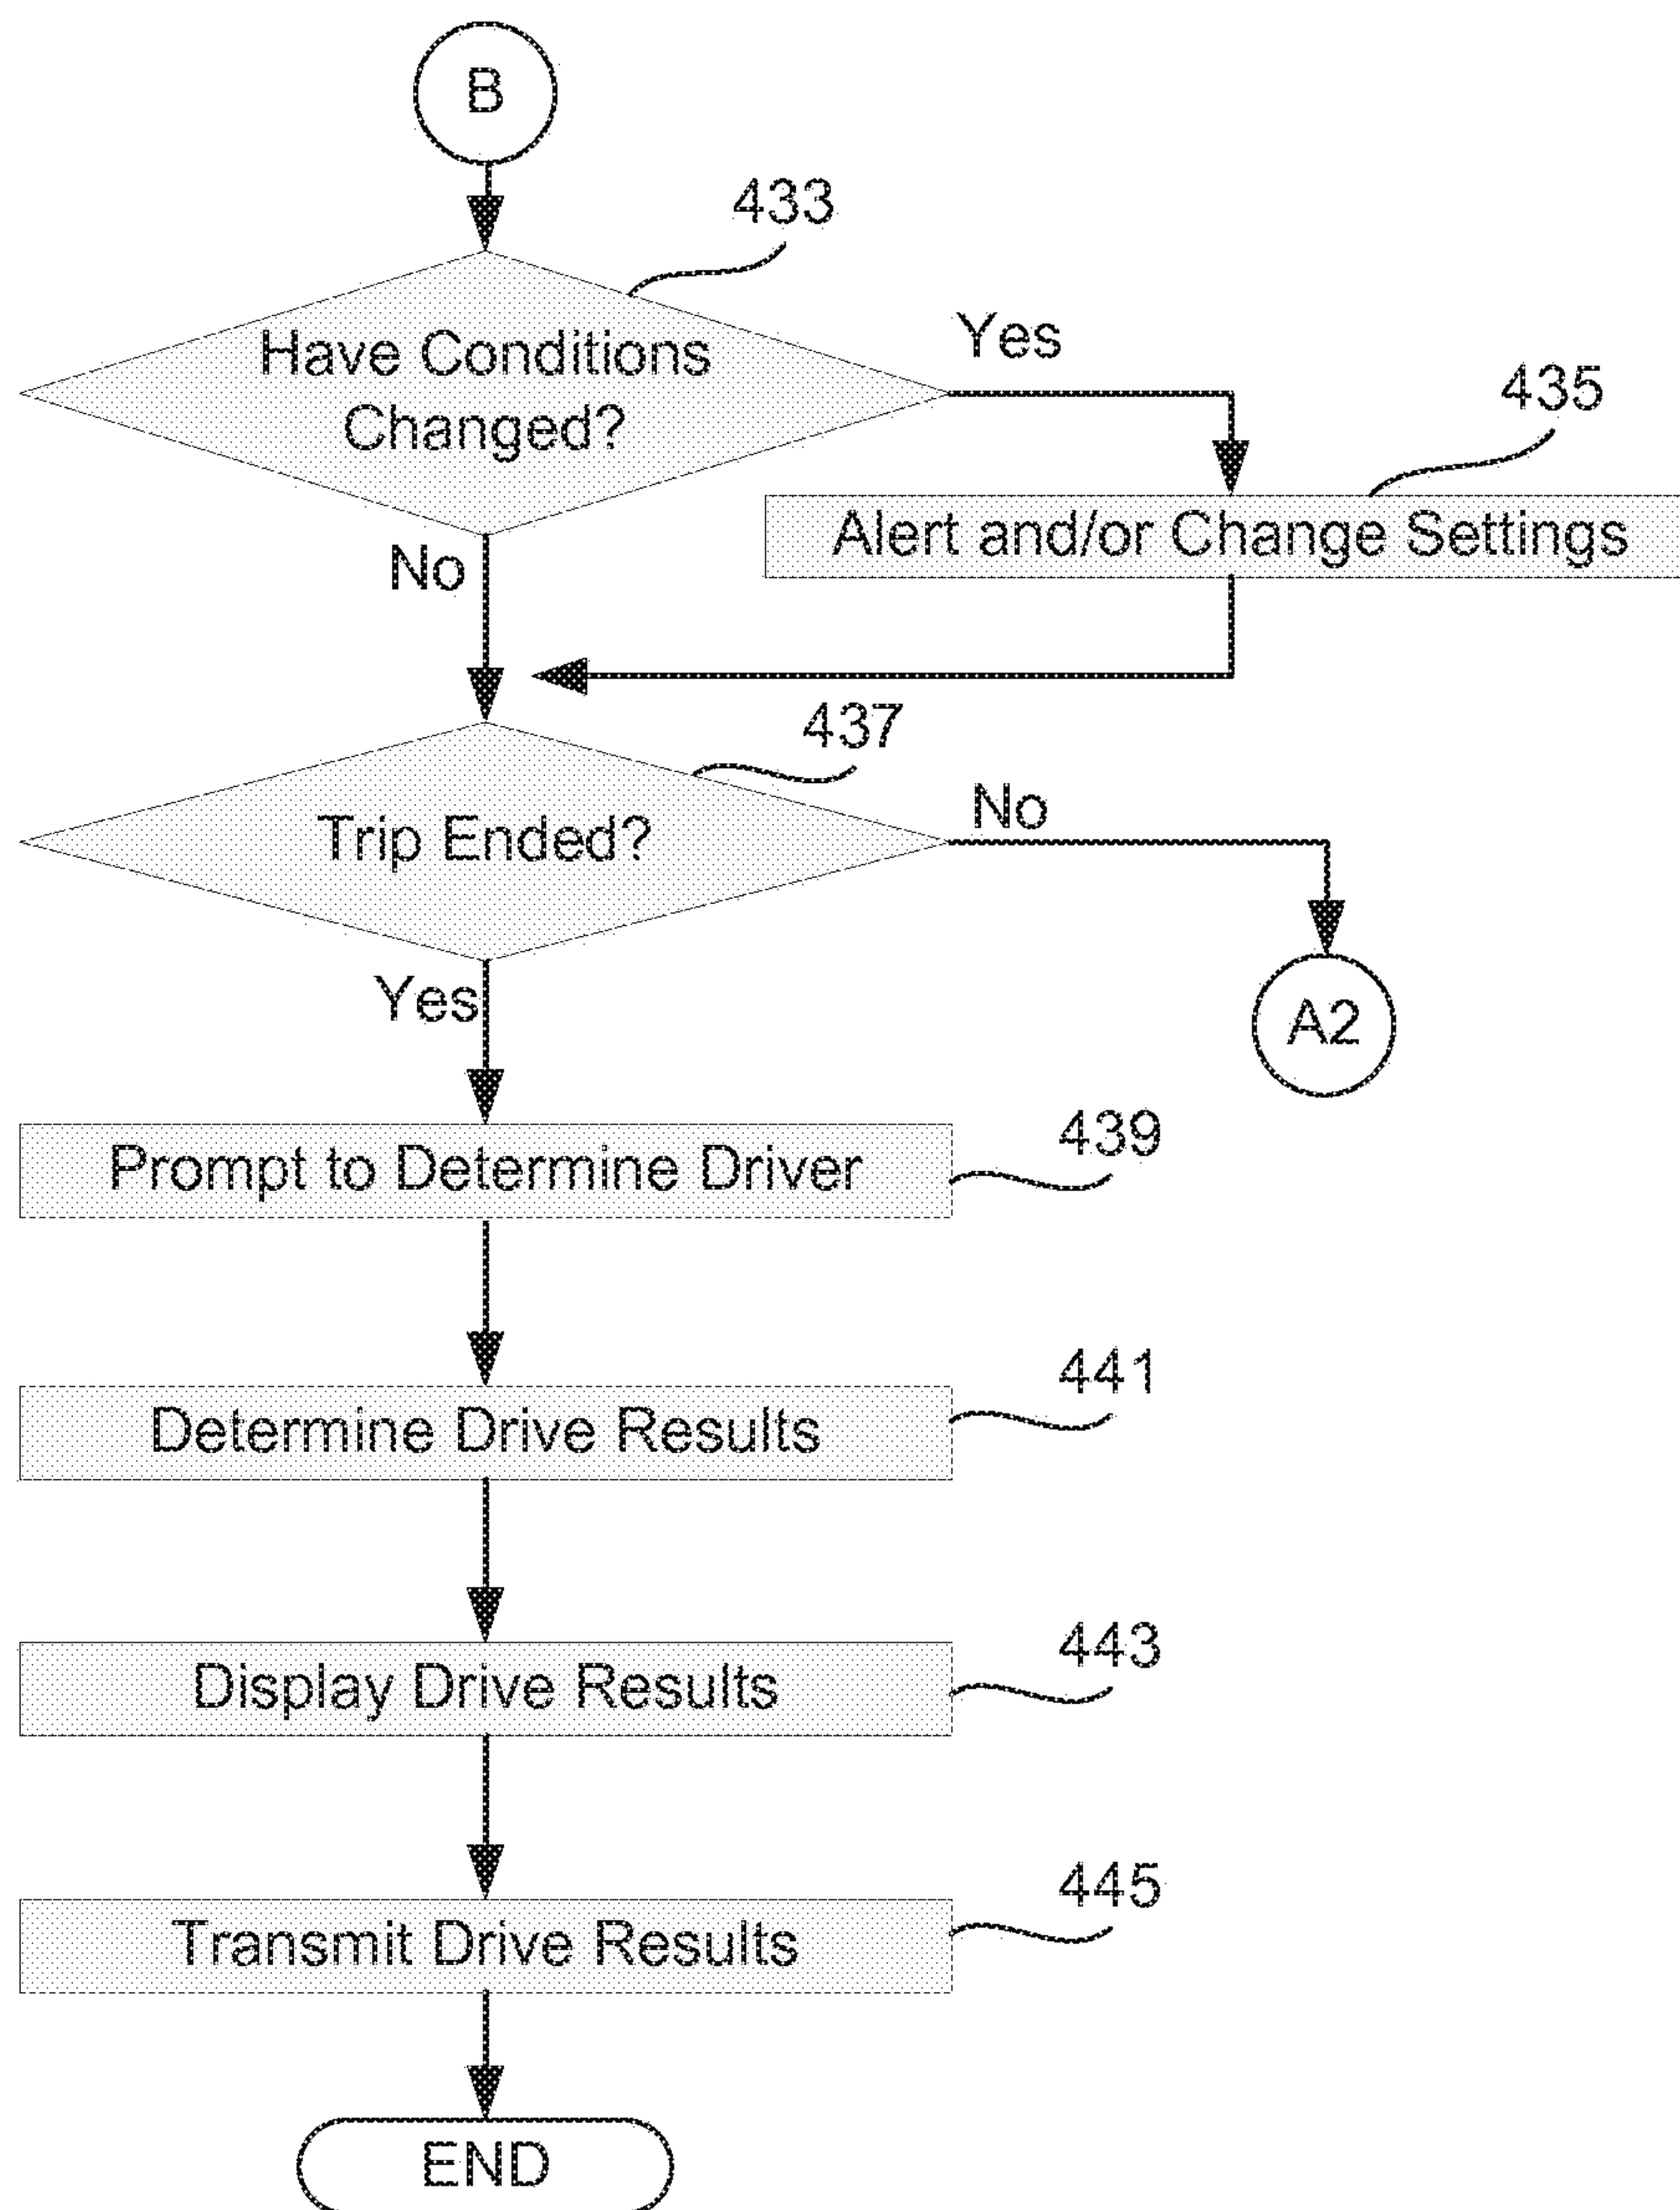 B
433
Have Conditions
Changed?
Yes
435
Alert and/or Change Settings
No
437
Trip Ended?
No
Yes
A2
439
Prompt to Determine Driver
441
Determine Drive Results
443
Display Drive Results
445
Transmit Drive Results
END